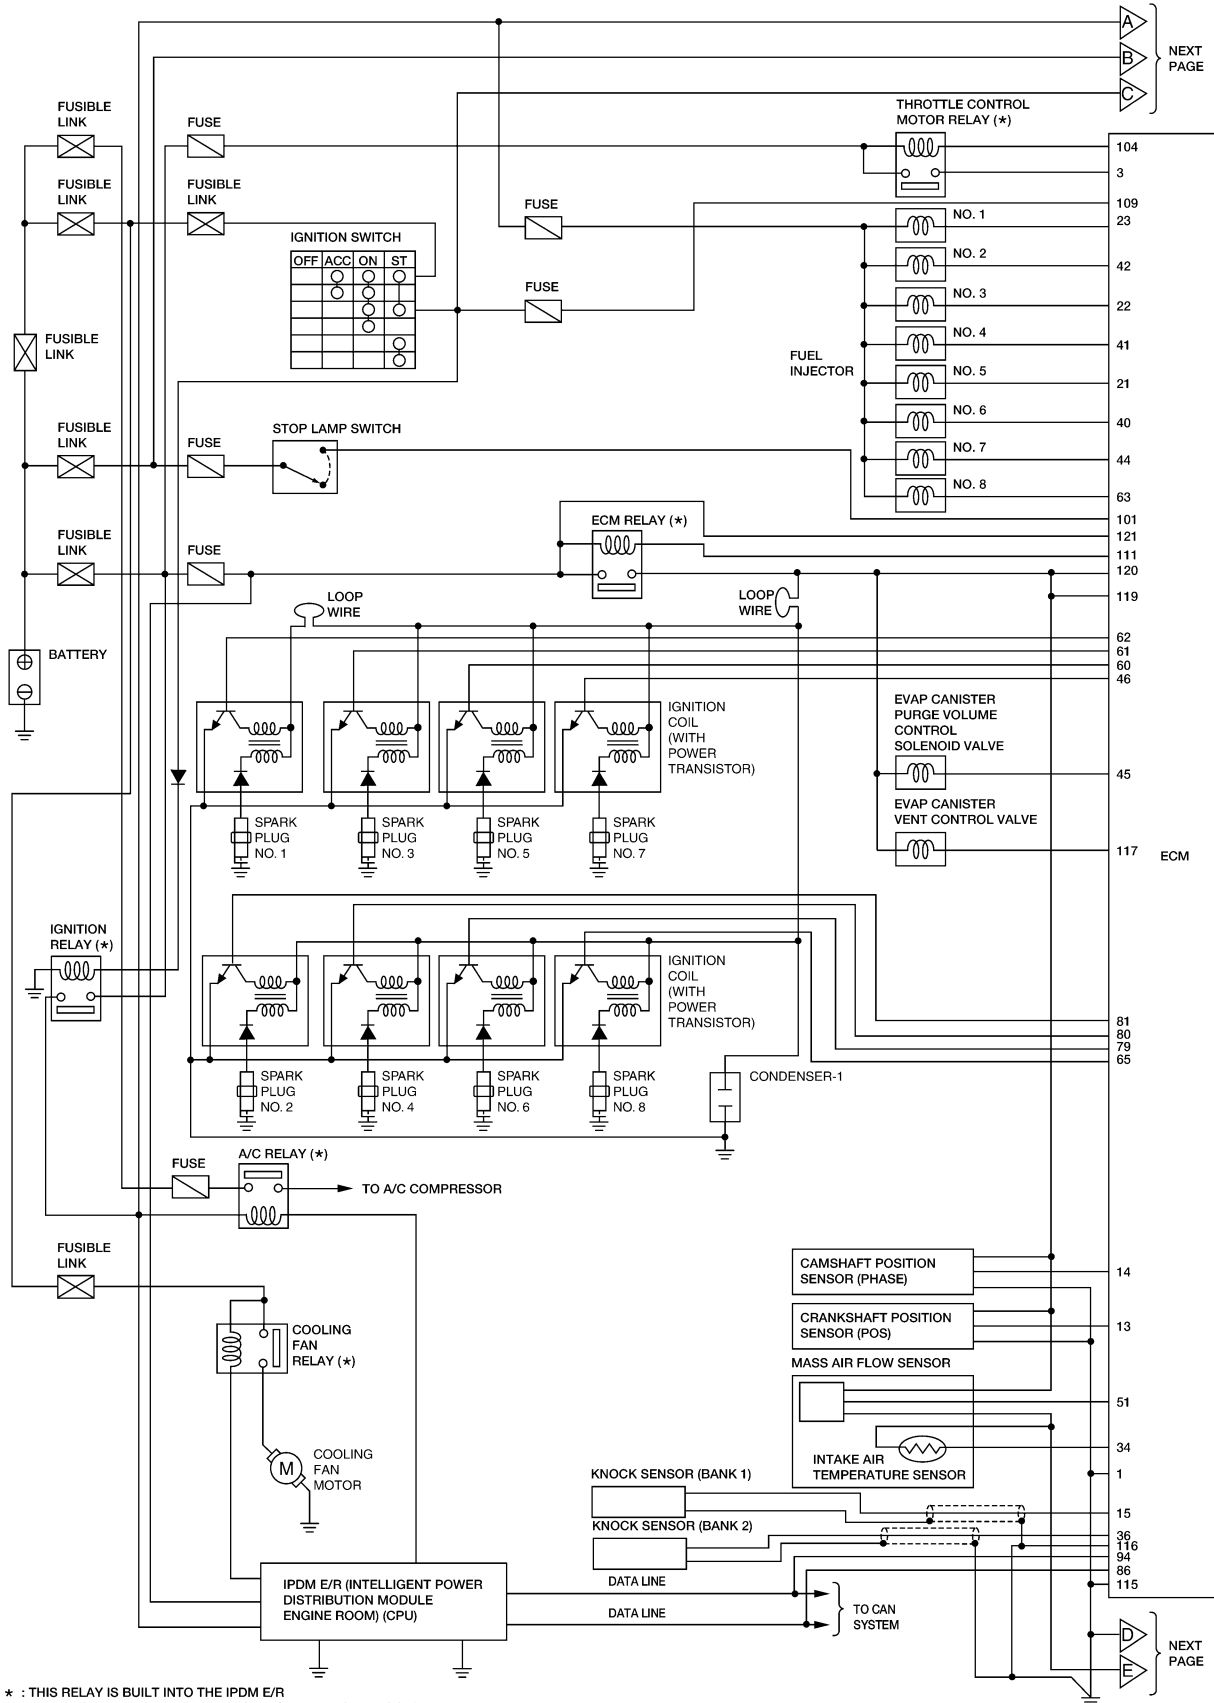 A
B
C
NEXT
PAGE
FUSIBLE
LINK
FUSE
THROTTLE CONTROL
MOTOR RELAY (*)
104
3
FUSIBLE
LINK
FUSIBLE
LINK
FUSE
109
NO. 1
23
IGNITION SWITCH
OFF ACC ON ST
NO. 2
42
FUSE
NO. 3
22
FUSIBLE
LINK
NO. 4
41
FUEL
INJECTOR
NO. 5
21
NO. 6
40
FUSIBLE
LINK
FUSE
STOP LAMP SWITCH
NO. 7
44
NO. 8
63
101
FUSIBLE
LINK
FUSE
ECM RELAY (*)
121
111
120
LOOP
WIRE
LOOP
WIRE
119
62
61
60
46
BATTERY
IGNITION
COIL
(WITH
POWER
TRANSISTOR)
EVAP CANISTER
PURGE VOLUME
CONTROL
SOLENOID VALVE
45
SPARK
PLUG
NO. 1
SPARK
PLUG
NO. 3
SPARK
PLUG
NO. 5
SPARK
PLUG
NO. 7
EVAP CANISTER
VENT CONTROL VALVE
117
ECM
IGNITION
RELAY (*)
IGNITION
COIL
(WITH
POWER
TRANSISTOR)
81
80
79
65
SPARK
PLUG
NO. 2
SPARK
PLUG
NO. 4
SPARK
PLUG
NO. 6
SPARK
PLUG
NO. 8
CONDENSER-1
FUSE
A/C RELAY (*)
TO A/C COMPRESSOR
FUSIBLE
LINK
CAMSHAFT POSITION
SENSOR (PHASE)
14
CRANKSHAFT POSITION
SENSOR (POS)
13
COOLING
FAN
RELAY (*)
MASS AIR FLOW SENSOR
51
34
INTAKE AIR
TEMPERATURE SENSOR
M
COOLING
FAN
MOTOR
1
KNOCK SENSOR (BANK 1)
15
KNOCK SENSOR (BANK 2)
36
116
94
86
115
IPDM E/R (INTELLIGENT POWER
DISTRIBUTION MODULE
ENGINE ROOM) (CPU)
DATA LINE
DATA LINE
TO CAN
SYSTEM
D
E
NEXT
PAGE
* : THIS RELAY IS BUILT INTO THE IPDM E/R